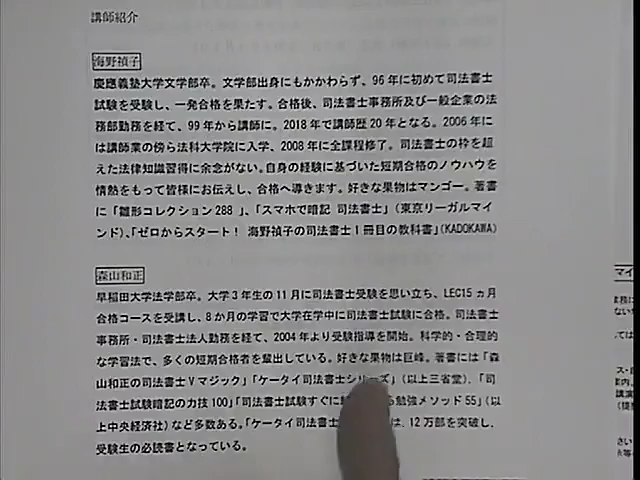 講師紹介
海野禎子
慶應義塾大学文学部卒。文学部出身にもかかわらず、96年に初めて司法書士
試験を受験し、一発合格を果たす。合格後、司法書士事務所及び一般企業の法
務部勤務を経て、99年から講師に。2018年で講師歴20年となる。2006年に
は講師業の傍ら法科大学院に入学、2008年に全課程修了。司法書士の枠を超
えた法律知識習得に余念がない。自身の経験に基づいた短期合格のノウハウを
情熱をもって皆様にお伝えし、合格へ導きます。好きな果物はマンゴー。著書
に「雛形コレクション288」、「スマホで暗記 司法書士」(東京リーガルマイ
ンド)、「ゼロからスタート! 海野禎子の司法書士1冊目の教科書」(KADOKAWA)
森山和正
早稲田大学法学部卒。大学3年生の11月に司法書士受験を思い立ち、LEC15ヵ月
合格コースを受講し、8か月の学習で大学在学中に司法書士試験に合格。司法書士
事務所・司法書士法人勤務を経て、2004年より受験指導を開始。科学的・合理的
な学習法で、多くの短期合格者を輩出している。好きな果物は巨峰。著書には「森
山和正の司法書士Vマジック」「ケータイ司法書士シリーズ」(以上三省堂)、「司
法書士試験暗記の力技100」「司法書士試験すぐに
る勉強メソッド55」(以
上中央経済社)など多数ある。「ケータイ司法書士
は、12万部を突破し、
受験生の必読書となっている。
マイ